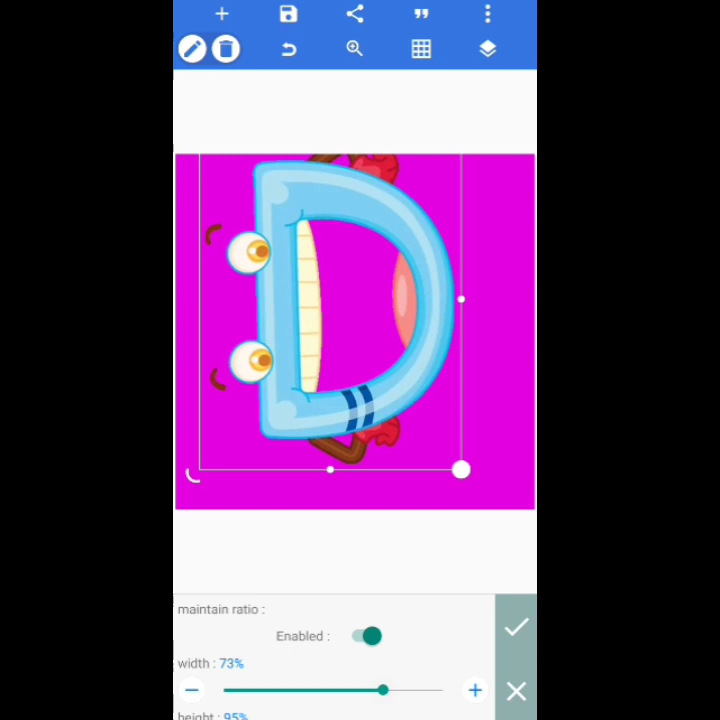 D
maintain ratio :
Enabled :
width : 73%
height : 95%